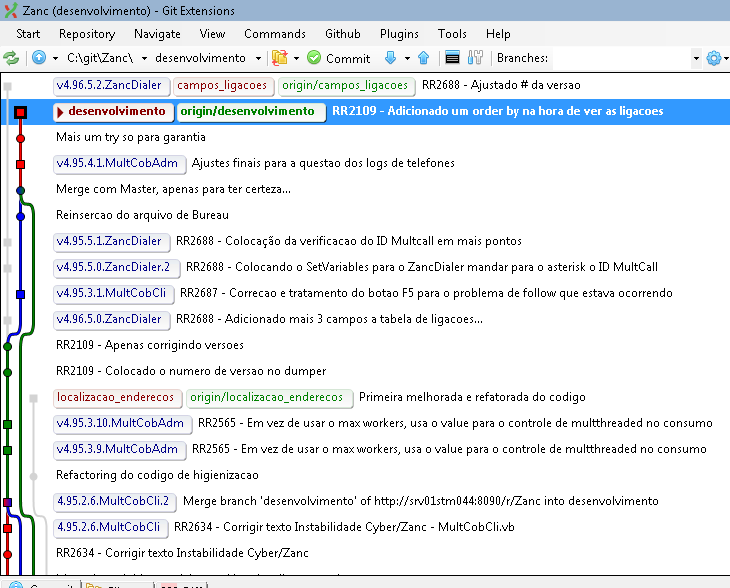 Zanc (desenvolvimento) - Git Extensions
Start Repository Navigate View Commands Github Plugins Tools Help
C:\git\Zanc\ desenvolvimento Commit Branches:
v4.96.5.2.ZancDialer campos_ligacoes origin/campos_ligacoes RR2688 - Ajustado # da versao
desenvolvimento origin/desenvolvimento RR2109 - Adicionado um order by na hora de ver as ligacoes
Mais um try so para garantia
v4.95.4.1.MultCobAdm Ajustes finais para a questao dos logs de telefones
Merge com Master, apenas para ter certeza...
Reinsercao do arquivo de Bureau
v4.95.5.1.ZancDialer RR2688 - Colocação da verificacao do ID Multcall em mais pontos
v4.95.5.0.ZancDialer.2 RR2688 - Colocando o SetVariables para o ZancDialer mandar para o asterisk o ID MultCall
v4.95.3.1.MultCobCli RR2687 - Correcao e tratamento do botao F5 para o problema de follow que estava ocorrendo
v4.96.5.0.ZancDialer RR2688 - Adicionado mais 3 campos a tabela de ligacoes...
RR2109 - Apenas corrigindo versoes
RR2109 - Colocado o numero de versao no dumper
localizacao_enderecos origin/localizacao_enderecos Primeira melhorada e refatorada do codigo
v4.95.3.10.MultCobAdm RR2565 - Em vez de usar o max workers, usa o value para o controle de multthreaded no consumo
v4.95.3.9.MultCobAdm RR2565 - Em vez de usar o max workers, usa o value para o controle de multthreaded no consumo
Refactoring do codigo de higienizacao
4.95.2.6.MultCobCli.2 Merge branch 'desenvolvimento' of http://srv01stm044:8090/r/Zanc into desenvolvimento
4.95.2.6.MultCobCli RR2634 - Corrigir texto Instabilidade Cyber/Zanc - MultCobCli.vb
RR2634 - Corrigir texto Instabilidade Cyber/Zanc